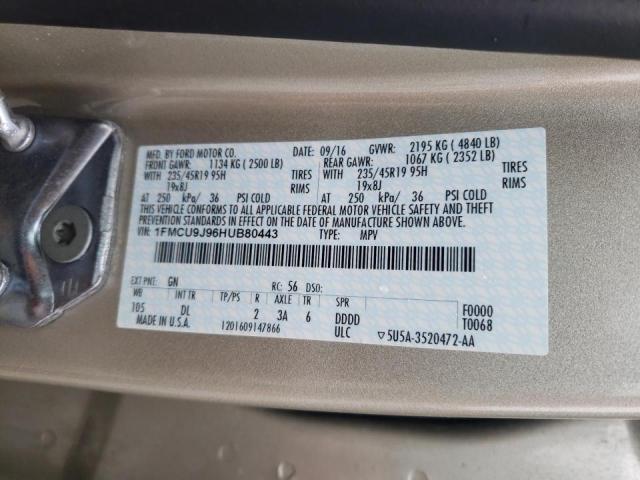 MFD. BY FORD MOTOR CO. DATE: 09/16 GVWR: 2195 KG ( 4840 LB)
FRONT GAWR: 1134 KG ( 2500 LB) REAR GAWR: 1067 KG ( 2352 LB)
WITH 235/45R19 95H TIRES WITH 235/45R19 95H TIRES
19x8J RIMS 19x8J RIMS
AT 250 kPa/ 36 PSI COLD AT 250 kPa/ 36 PSI COLD
THIS VEHICLE CONFORMS TO ALL APPLICABLE FEDERAL MOTOR VEHICLE SAFETY AND THEFT
PREVENTION STANDARDS IN EFFECT ON THE DATE OF MANUFACTURE SHOWN ABOVE.
VIN: 1FMCU9J96HUB80443 TYPE: MPV
EXT PNT: GN RC: 56 DSO:
WB INT TR TP/PS R AXLE TR SPR F0000
105 DL 2 3A 6 DDDD T0068
MADE IN U.S.A. 1201609147866 ULC ▽5U5A-3520472-AA